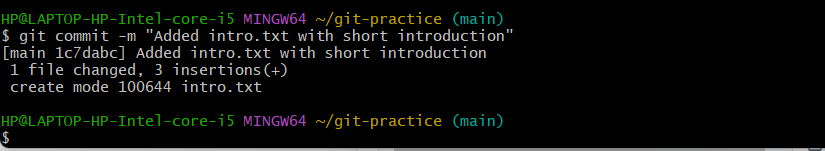 HP@LAPTOP-HP-Intel-core-i5 MINGW64 ~/git-practice (main)
$ git commit -m "Added intro.txt with short introduction"
[main 1c7dabc] Added intro.txt with short introduction
 1 file changed, 3 insertions(+)
 create mode 100644 intro.txt
HP@LAPTOP-HP-Intel-core-i5 MINGW64 ~/git-practice (main)
$